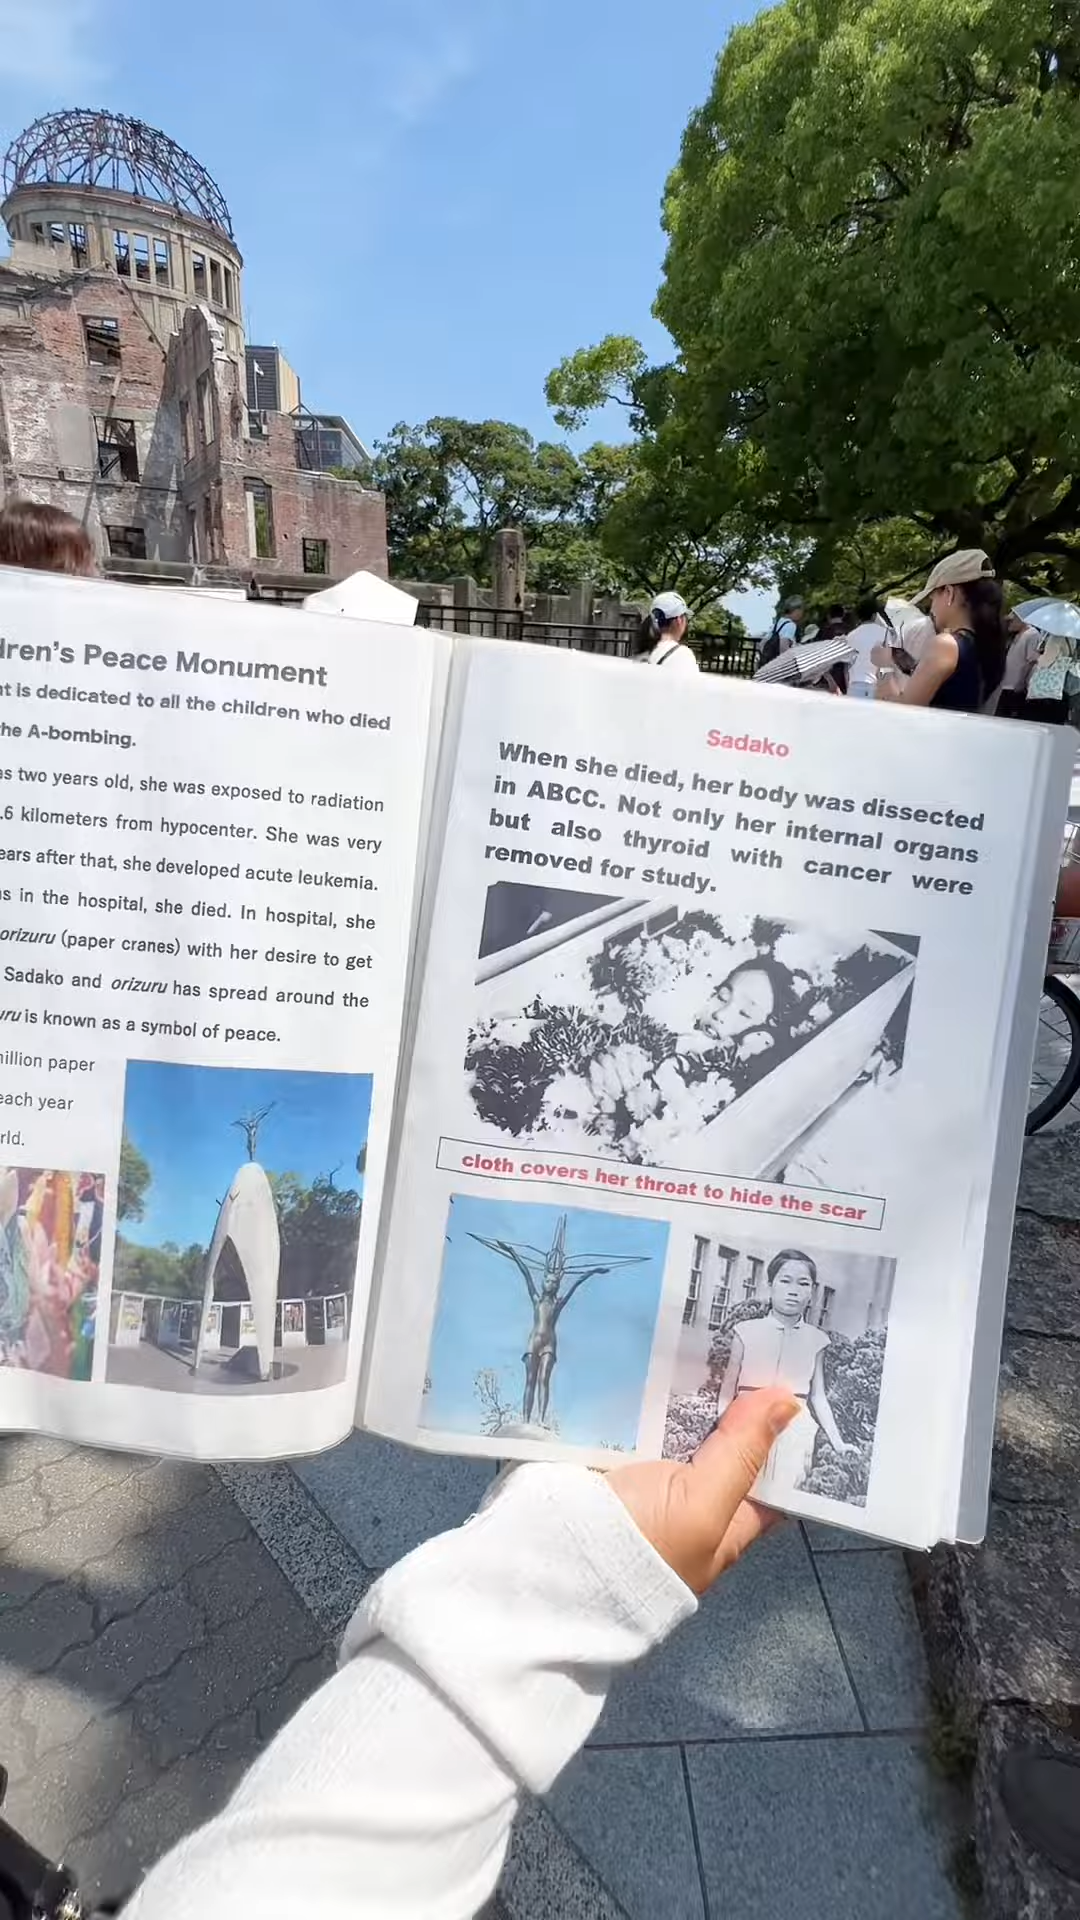 dren's Peace Monument
nt is dedicated to all the children who died
the A-bombing.
as two years old, she was exposed to radiation
.6 kilometers from hypocenter. She was very
ears after that, she developed acute leukemia.
ns in the hospital, she died. In hospital, she
orizuru (paper cranes) with her desire to get
Sadako and orizuru has spread around the
uru is known as a symbol of peace.
nillion paper
each year
rld.
Sadako
When she died, her body was dissected
in ABCC. Not only her internal organs
but also thyroid with cancer were
removed for study.
cloth covers her throat to hide the scar